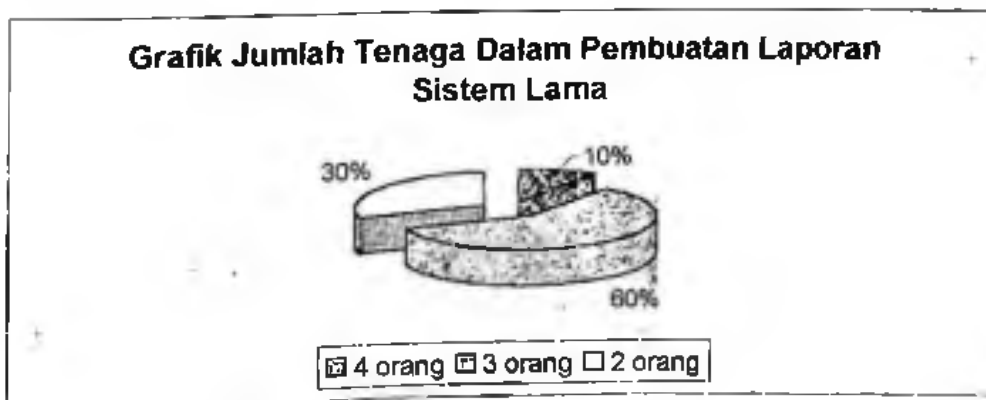 Grafik Jumlah Tenaga Dalam Pembuatan Laporan
Sistem Lama
30%
10%
60%
4 orang 3 orang 2 orang